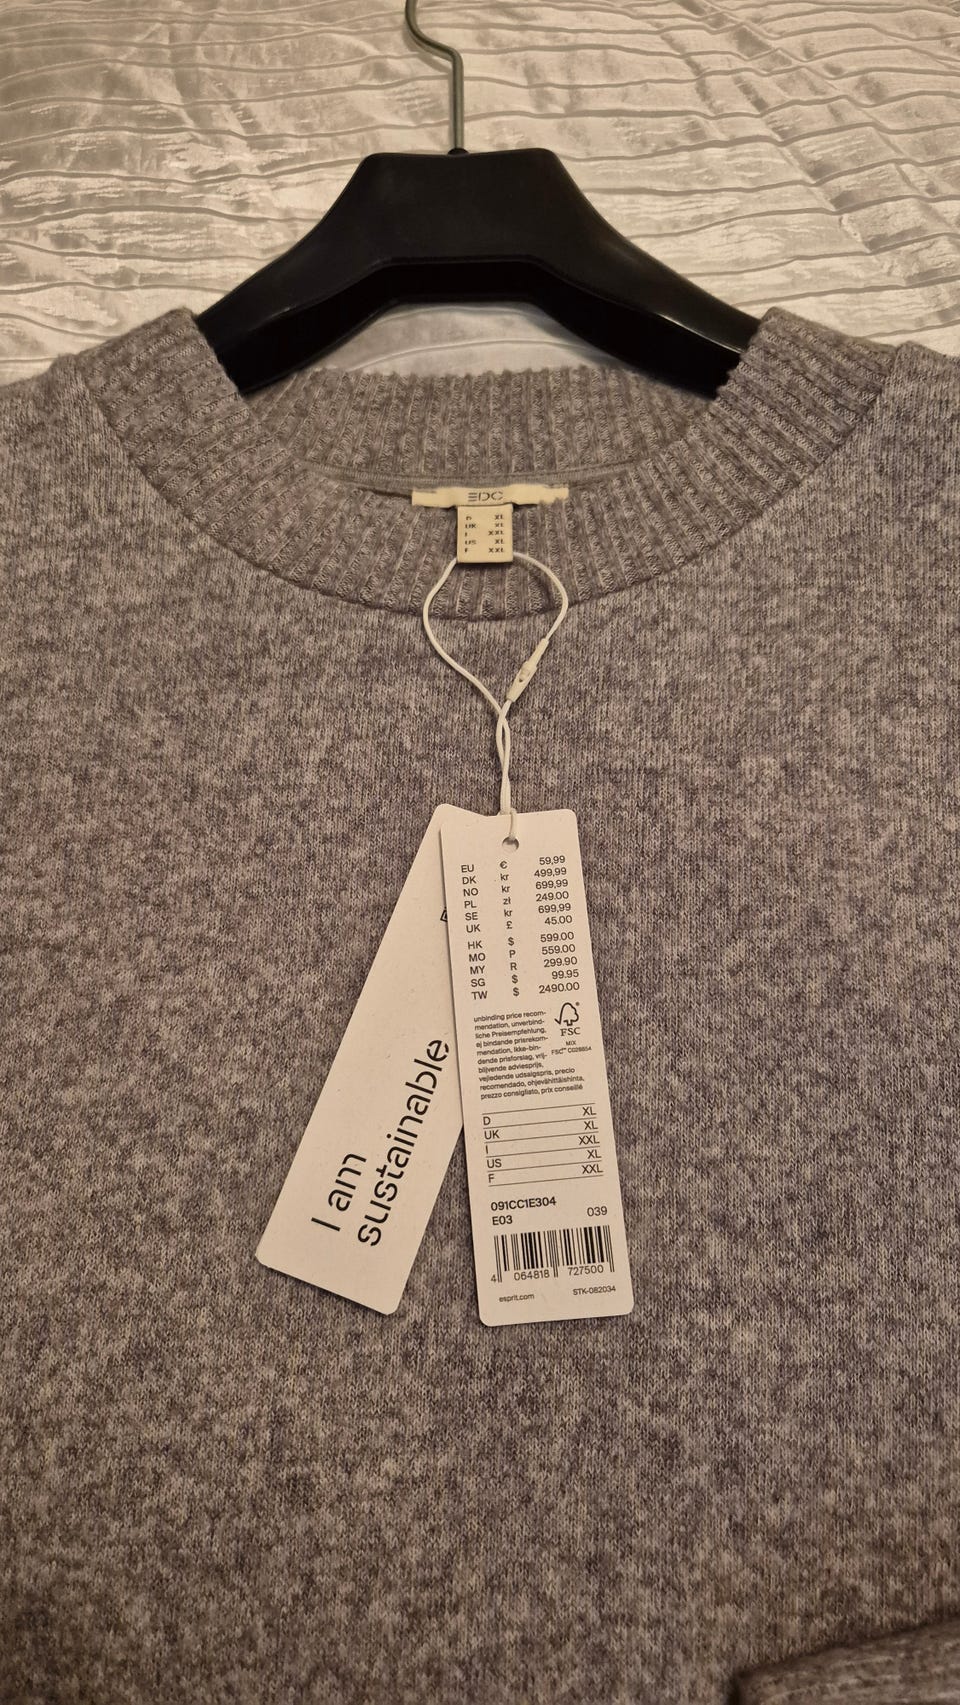 EDC
D XL
UK XL
I XXL
US XL
F XXL
EU € 59,99
DK kr 499,99
NO kr 699,99
PL zł 249.00
SE kr 699,99
UK £ 45.00
HK $ 599.00
MO P 559.00
MY R 299.90
SG $ 99.95
TW $ 2490.00
unbinding price recom-
mendation, unverbind-
liche Preisempfehlung,
ej bindande prisrekom-
mendation, ikke-bin-
dende prisforslag, vrij-
blijvende adviesprijs,
vejledende udsalgspris, precio
recomendado, ohjevähittäishinta,
prezzo consigliato, prix conseillé
FSC
MIX
FSC™ C028654
D XL
UK XL
I XXL
US XL
F XXL
091CC1E304
E03 039
4 064818 727500
esprit.com STK-082034
I am
sustainable